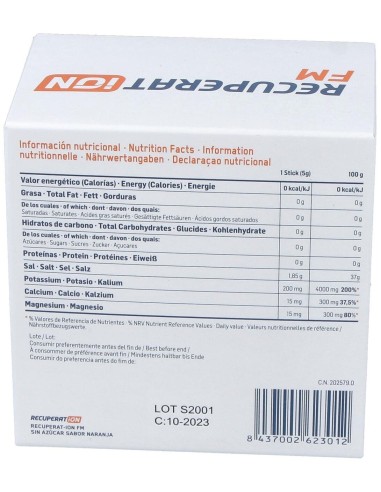 RECUPERAT iON
FM
Información nutricional · Nutrition Facts · Information
nutritionnelle · Nährwertangaben · Declaraçao nutricional
1 Stick (5g) 100 g
Valor energético (Calorías) · Energy (Calories) · Energie 0 kcal/kJ 0 kcal/kJ
Grasa · Total Fat · Fett · Gorduras 0 g 0 g
De los cuales · of which · dont · davon · dos quais:
Saturadas · Saturates · Acides gras saturés · Gesättigte Fettsäuren · Ácidos gordos saturados 0 g 0 g
Hidratos de carbono · Total Carbohydrates · Glucides · Kohlenhydrate 0 g 0 g
De los cuales · of which · dont · davon · dos quais:
Azúcares · Sugars · Sucres · Zucker · Açucares 0 g 0 g
Proteínas · Protein · Protéines · Eiweiß 0 g 0 g
Sal · Salt · Sel · Salz 1,85 g 37g
Potassium · Potasio · Kalium 200 mg 4000 mg 200%*
Calcium · Calcio · Kalzium 15 mg 300 mg 37,5%*
Magnesium · Magnesio 15 mg 300 mg 80%*
* % Valores de Referencia de Nutrientes · % NRV Nutrient Reference Values · Daily value · Valeurs nutritionnelles de référence /
Nährstoffbezugswerte.
Lote / Lot:
Consumir preferentemente antes del fin de / Best before end /
À consommer de préférence avant fin de / Mindestens haltbar bis Ende
Consumir do preferência antes do fim de.
C.N. 202579.0
LOT S2001
C:10-2023
8 437002 623012
RECUPERAT-iON
RECUPERAT-ION FM
SIN AZÚCAR SABOR NARANJA